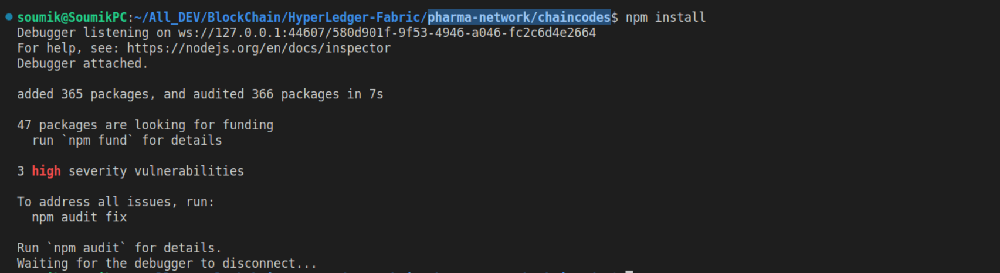 soumik@SoumikPC:~/All_DEV/BlockChain/HyperLedger-Fabric/pharma-network/chaincodes$ npm install
Debugger listening on ws://127.0.0.1:44607/580d901f-9f53-4946-a046-fc2c6d4e2664
For help, see: https://nodejs.org/en/docs/inspector
Debugger attached.
added 365 packages, and audited 366 packages in 7s
47 packages are looking for funding
run `npm fund` for details
3 high severity vulnerabilities
To address all issues, run:
npm audit fix
Run `npm audit` for details.
Waiting for the debugger to disconnect...